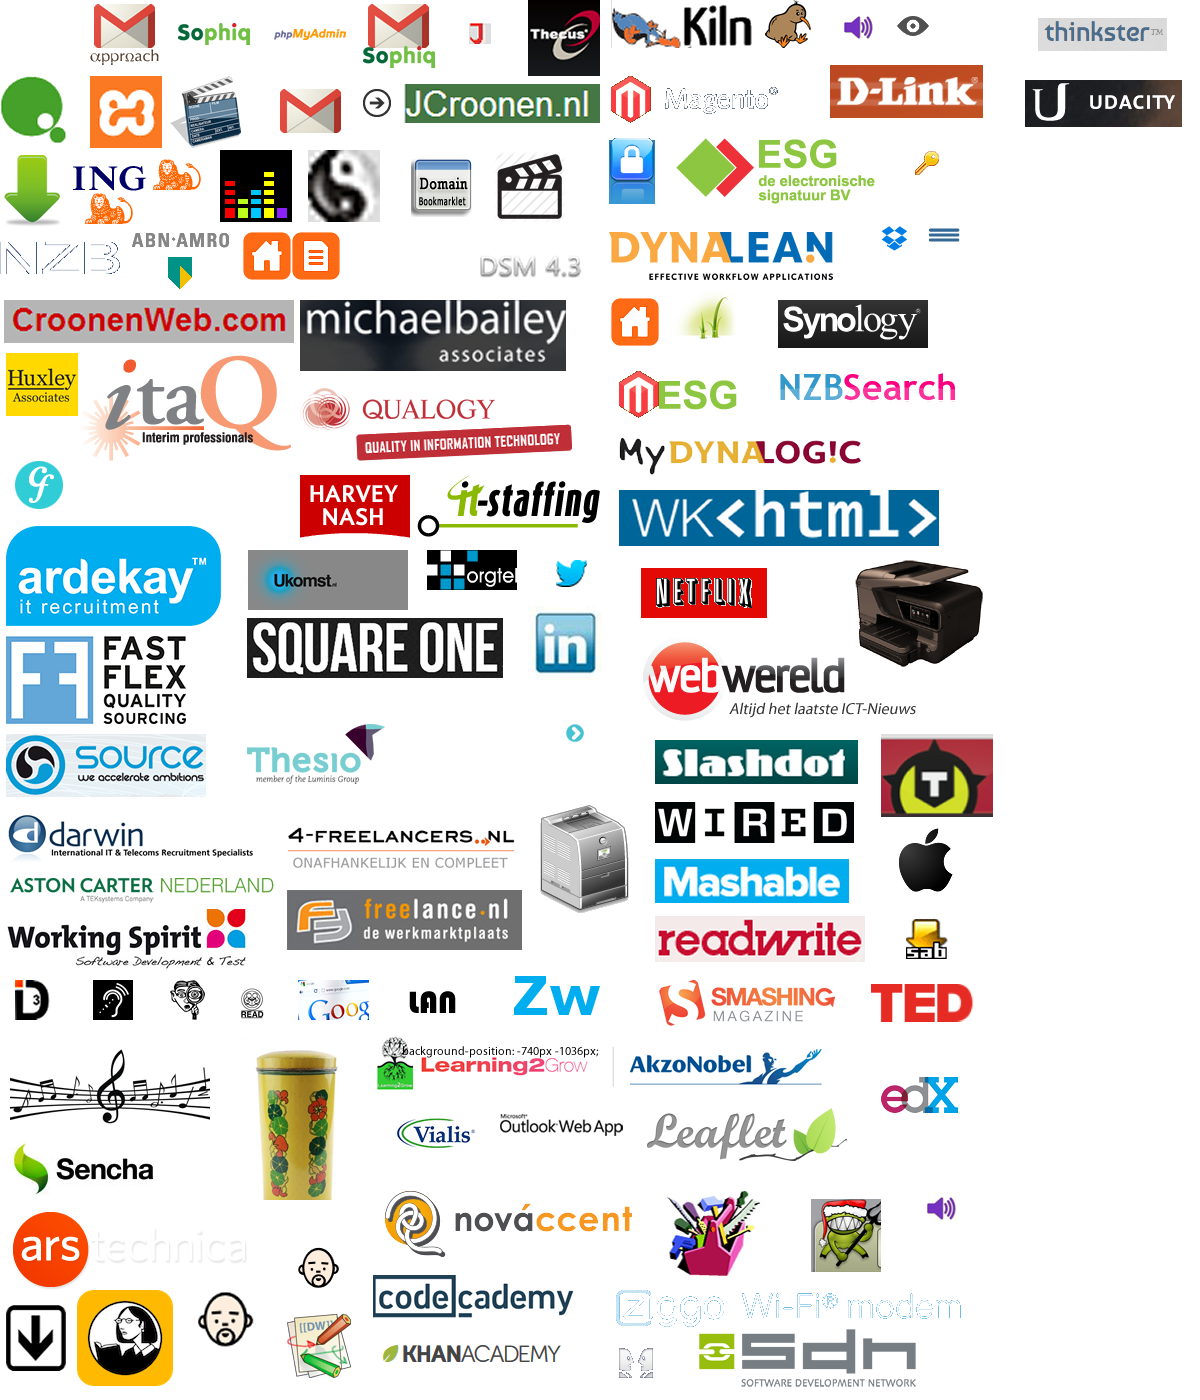 approach
Sophiq
phpMyAdmin
Sophiq
Thecus
Kiln
thinkster™
JCroonen.nl
Magento®
D-Link
UDACITY
ING
Domain
Bookmarklet
ESG
de electronische
signatuur BV
NZB
ABN·AMRO
DSM 4.3
DYNALEAN
EFFECTIVE WORKFLOW APPLICATIONS
CroonenWeb.com
michaelbailey
associates
Synology
Huxley
Associates
itaQ
Interim professionals
QUALOGY
QUALITY IN INFORMATION TECHNOLOGY
ESG
NZBSearch
My DYNALOG!C
HARVEY
NASH
it-staffing
WK<html>
ardekay™
it recruitment
Ukomst.nl
orgtel
NETFLIX
FAST
FLEX
QUALITY
SOURCING
SQUARE ONE
in
webwereld
Altijd het laatste ICT-Nieuws
source
we accelerate ambitions
Thesio
member of the Luminis Group
Slashdot
T
darwin
International IT & Telecoms Recruitment Specialists
4-FREELANCERS.NL
ONAFHANKELIJK EN COMPLEET
WIRED
ASTON CARTER NEDERLAND
A TEKsystems Company
Mashable
freelance.nl
de werkmarktplaats
Working Spirit
Software Development & Test
readwrite
sab
iD3
READ
Goog
LAN
Zw
SMASHING
MAGAZINE
TED
background-position: -740px -1036px;
Learning2Grow
Learning2Grow
AkzoNobel
edX
Vialis
Microsoft®
Outlook Web App
Leaflet
Sencha
nováccent
ars technica
codecademy
Ziggo Wi-Fi® modem
[[DW]]
KHANACADEMY
Sdn
SOFTWARE DEVELOPMENT NETWORK